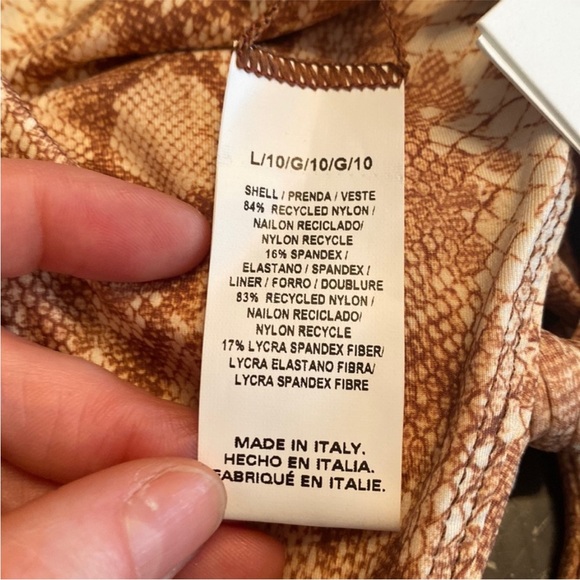 L/10/G/10/G/10
SHELL / PRENDA / VESTE
84% RECYCLED NYLON /
NAILON RECICLADO/
NYLON RECYCLE
16% SPANDEX /
ELASTANO / SPANDEX /
LINER / FORRO / DOUBLURE
83% RECYCLED NYLON /
NAILON RECICLADO/
NYLON RECYCLE
17% LYCRA SPANDEX FIBER/
LYCRA ELASTANO FIBRA/
LYCRA SPANDEX FIBRE
MADE IN ITALY.
HECHO EN ITALIA.
FABRIQUÉ EN ITALIE.